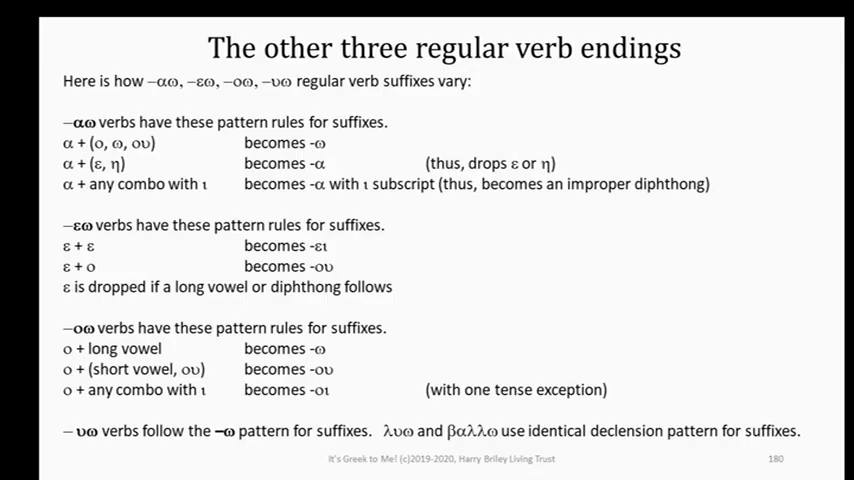 The other three regular verb endings
Here is how –αω, –εω, –οω, –υω regular verb suffixes vary:
–αω verbs have these pattern rules for suffixes.
α + (ο, ω, ου) becomes -ω
α + (ε, η) becomes -α (thus, drops ε or η)
α + any combo with ι becomes -α with ι subscript (thus, becomes an improper diphthong)
–εω verbs have these pattern rules for suffixes.
ε + ε becomes -ει
ε + ο becomes -ου
ε is dropped if a long vowel or diphthong follows
–οω verbs have these pattern rules for suffixes.
ο + long vowel becomes -ω
ο + (short vowel, ου) becomes -ου
ο + any combo with ι becomes -οι (with one tense exception)
– υω verbs follow the –ω pattern for suffixes. λυω and βαλλω use identical declension pattern for suffixes.
It's Greek to Me! (c)2019-2020, Harry Briley Living Trust 180